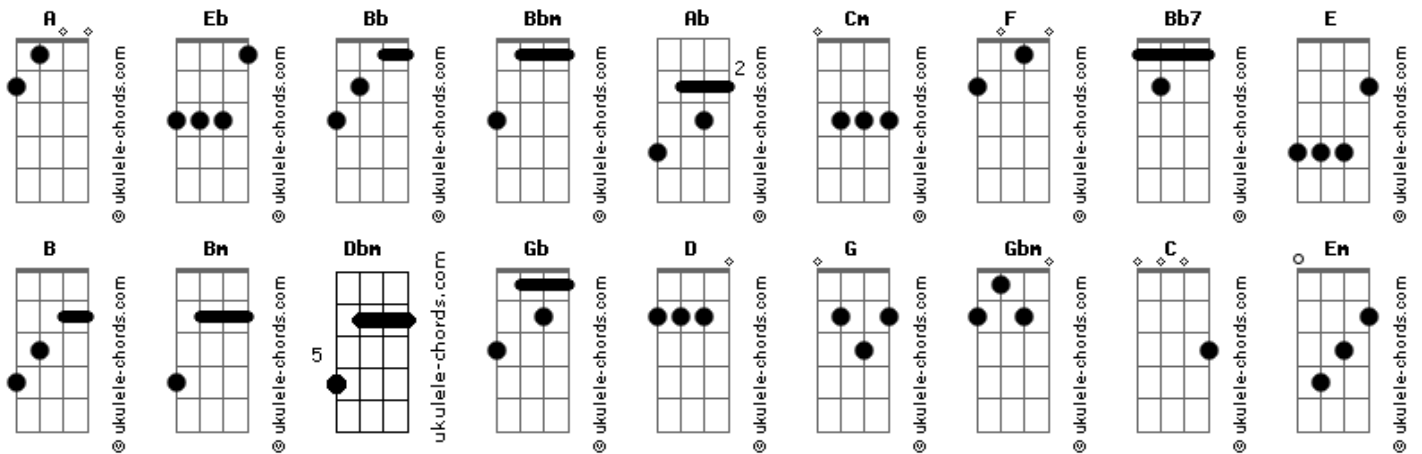 A Eb Bb Bbm Ab Cm F Bb7 E
2
© ukulele-chords.com © ukulele-chords.com © ukulele-chords.com © ukulele-chords.com © ukulele-chords.com © ukulele-chords.com © ukulele-chords.com © ukulele-chords.com © ukulele-chords.com
B Bm Dbm Gb D G Gbm C Em
5
© ukulele-chords.com © ukulele-chords.com ukulele-chords.com © ukulele-chords.com © ukulele-chords.com © ukulele-chords.com © ukulele-chords.com © ukulele-chords.com © ukulele-chords.com